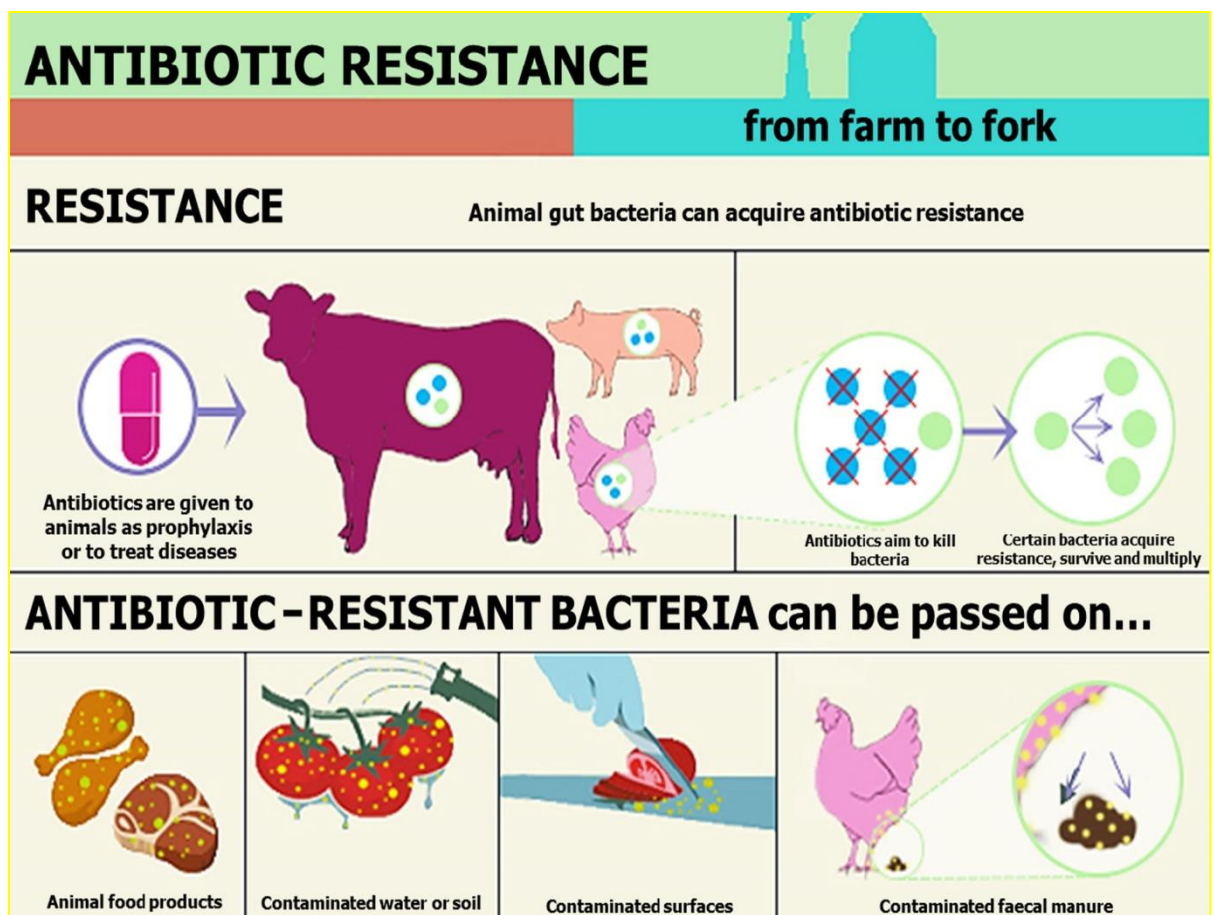 ANTIBIOTIC RESISTANCE
from farm to fork
RESISTANCE
Animal gut bacteria can acquire antibiotic resistance
Antibiotics are given to
animals as prophylaxis
or to treat diseases
Antibiotics aim to kill
bacteria
Certain bacteria acquire
resistance, survive and multiply
ANTIBIOTIC-RESISTANT BACTERIA can be passed on...
Animal food products
Contaminated water or soil
Contaminated surfaces
Contaminated faecal manure